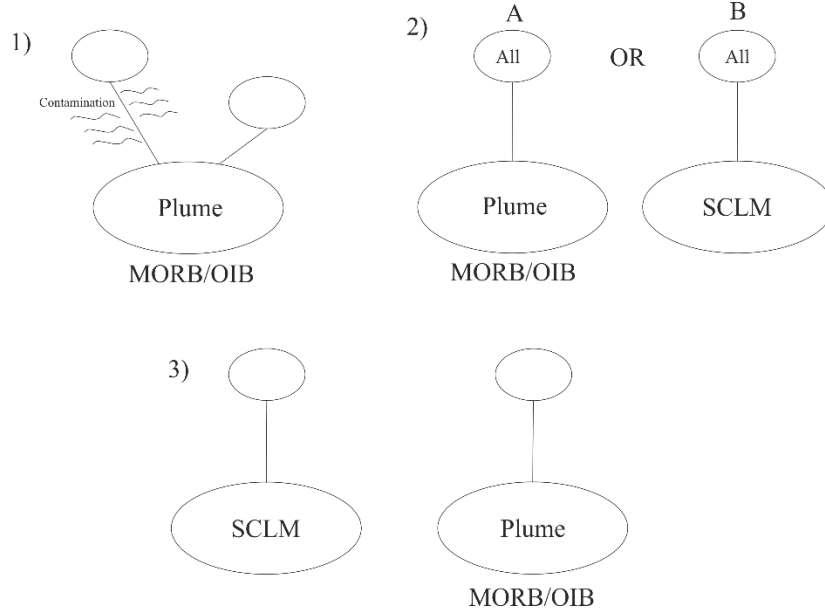 1)
Contamination
Plume
MORB/OIB
2)
A
All
Plume
MORB/OIB
OR
B
All
SCLM
3)
SCLM
Plume
MORB/OIB